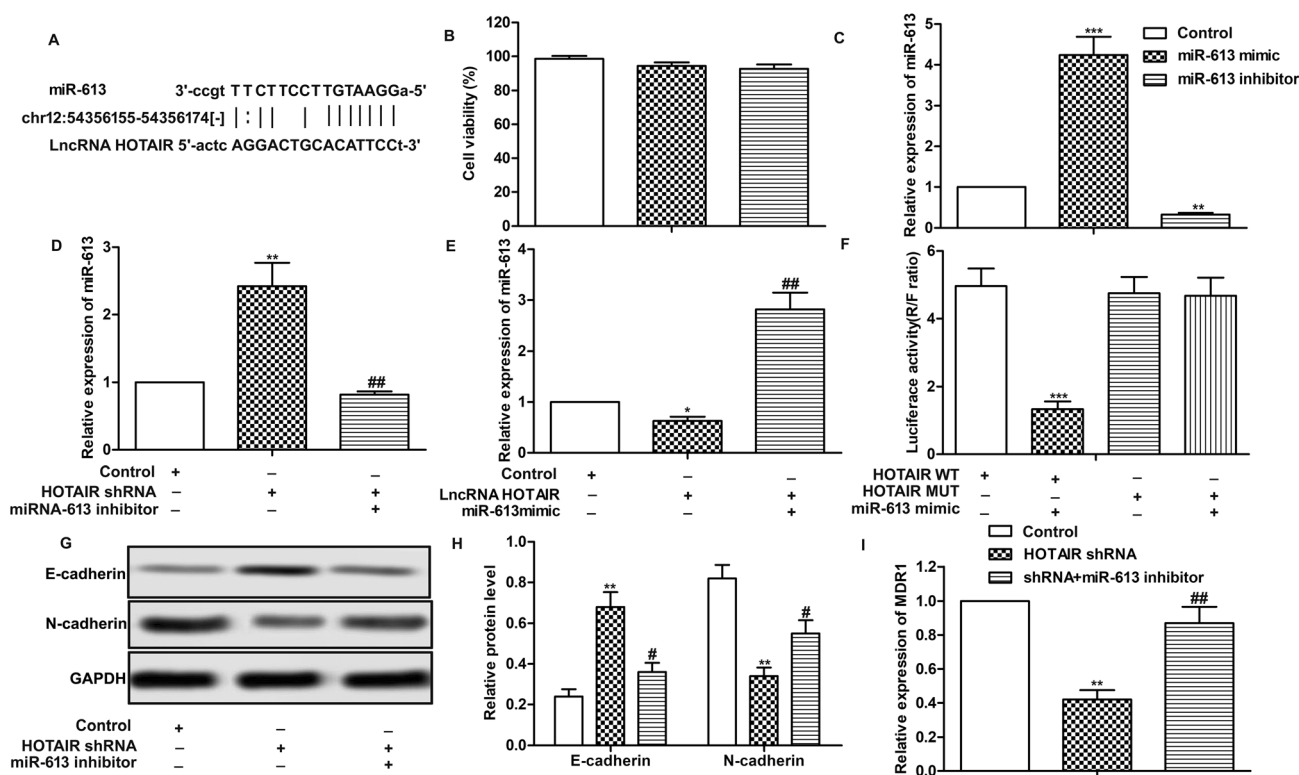 A
miR-613 3'-ccgt TTCTTCCTTGTAAGGa-5'
chr12:54356155-54356174[-]
LncRNA HOTAIR 5'-actc AGGACTGCACATTCCt-3'
B
Cell viability (%)
120
100
80
60
40
20
0
C
Relative expression of miR-613
5
4
3
2
1
0
***
**
Control
miR-613 mimic
miR-613 inhibitor
D
Relative expression of miR-613
3
2
1
0
**
##
Control + – –
HOTAIR shRNA – + +
miRNA-613 inhibitor – – +
E
Relative expression of miR-613
4
3
2
1
0
*
##
Control + – –
LncRNA HOTAIR – + +
miR-613mimic – – +
F
Luciferace activity(R/F ratio)
6
4
2
0
***
HOTAIR WT + + – –
HOTAIR MUT – – + +
miR-613 mimic – + – +
G
E-cadherin
N-cadherin
GAPDH
Control + – –
HOTAIR shRNA – + +
miR-613 inhibitor – – +
H
Relative protein level
1.0
0.8
0.6
0.4
0.2
0.0
**
#
**
#
E-cadherin N-cadherin
Control
HOTAIR shRNA
shRNA+miR-613 inhibitor
I
Relative expression of MDR1
1.2
1.0
0.8
0.6
0.4
0.2
0.0
**
##